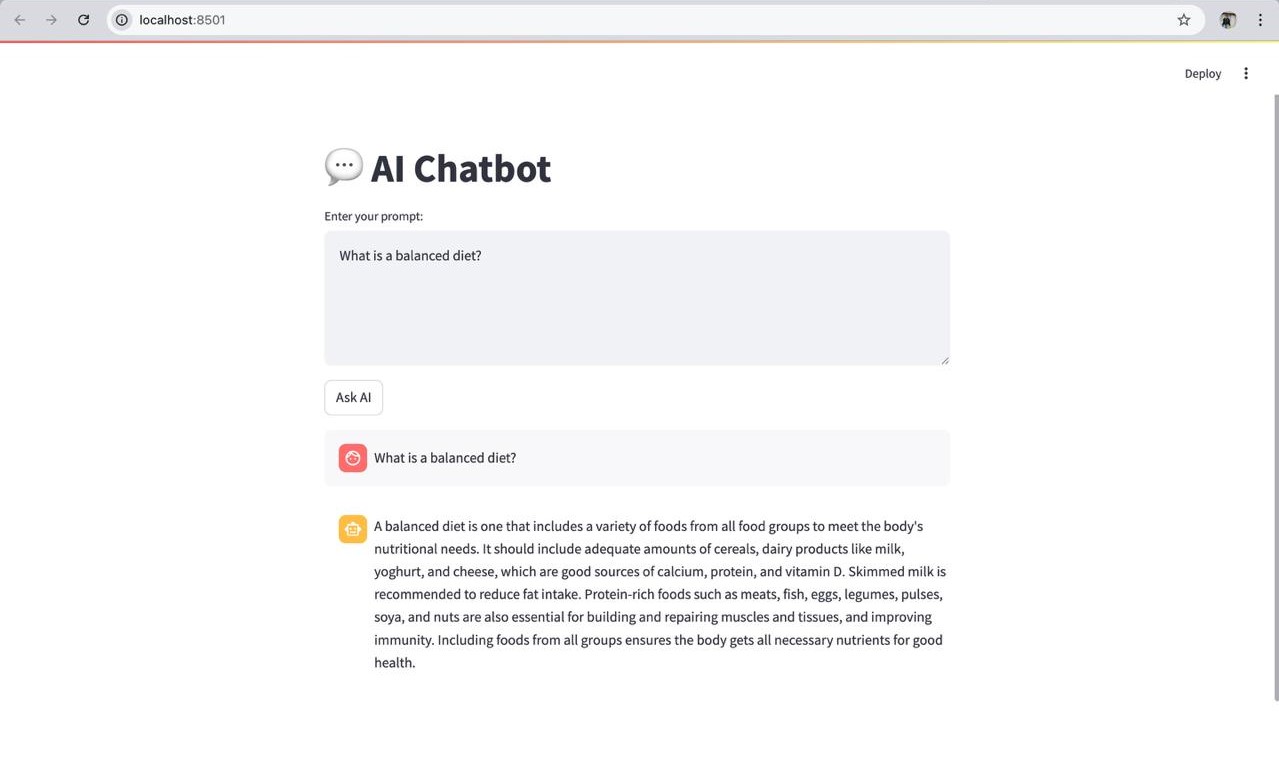 localhost:8501
Deploy
AI Chatbot
Enter your prompt:
What is a balanced diet?
Ask AI
What is a balanced diet?
A balanced diet is one that includes a variety of foods from all food groups to meet the body's
nutritional needs. It should include adequate amounts of cereals, dairy products like milk,
yoghurt, and cheese, which are good sources of calcium, protein, and vitamin D. Skimmed milk is
recommended to reduce fat intake. Protein-rich foods such as meats, fish, eggs, legumes, pulses,
soya, and nuts are also essential for building and repairing muscles and tissues, and improving
immunity. Including foods from all groups ensures the body gets all necessary nutrients for good
health.